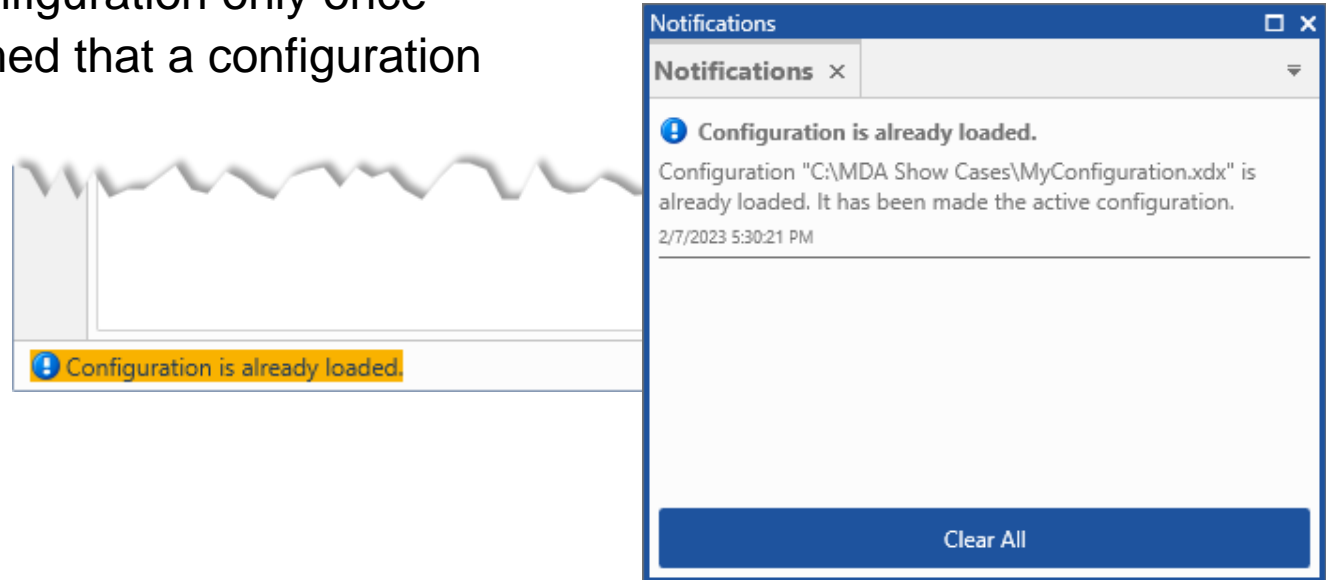 figuration only once
ned that a configuration
Configuration is already loaded.
Notifications
Notifications
Configuration is already loaded.
Configuration "C:\MDA Show Cases\MyConfiguration.xdx" is
already loaded. It has been made the active configuration.
2/7/2023 5:30:21 PM
Clear All